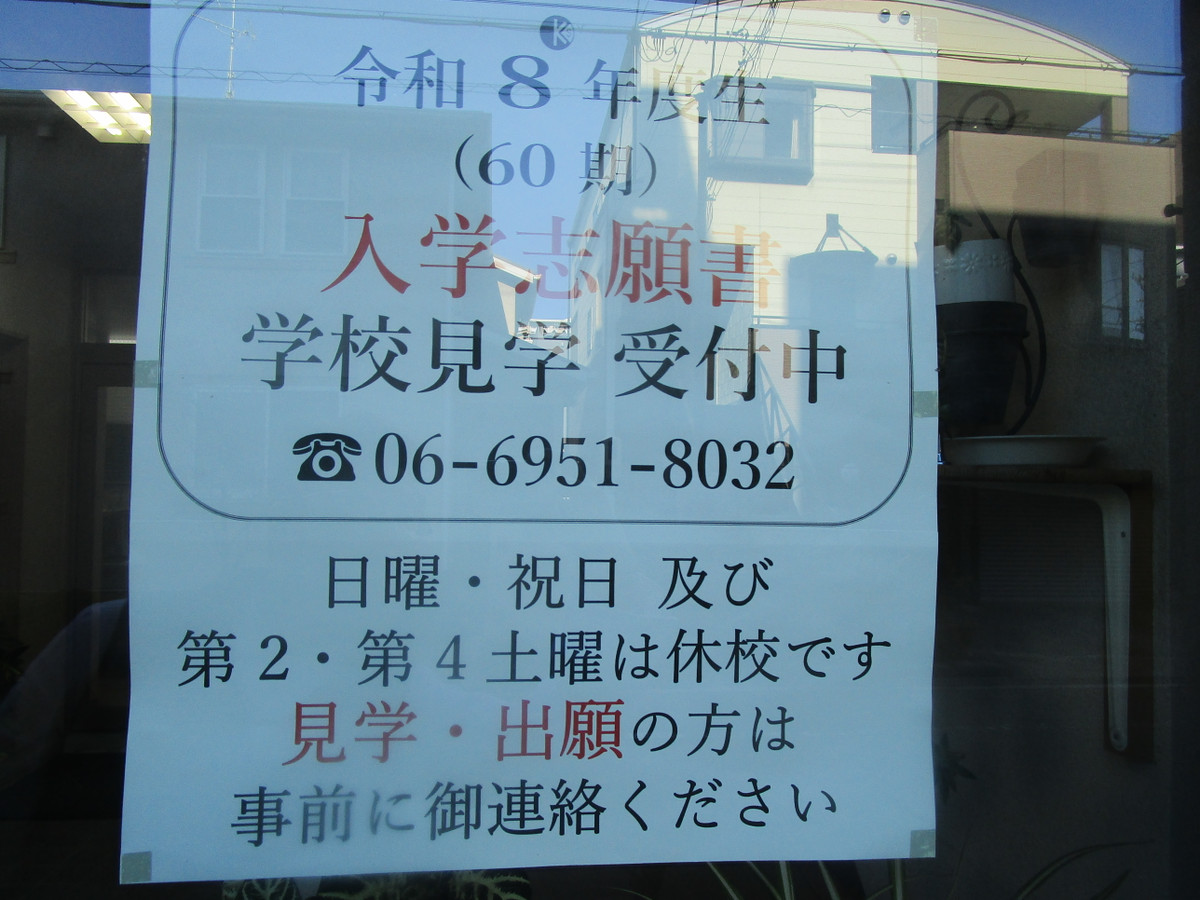 K
令和 8 年度生
(60 期)
入学志願書
学校見学 受付中
☎06-6951-8032
日曜・祝日 及び
第 2・第 4 土曜は休校です
見学・出願の方は
事前に御連絡ください